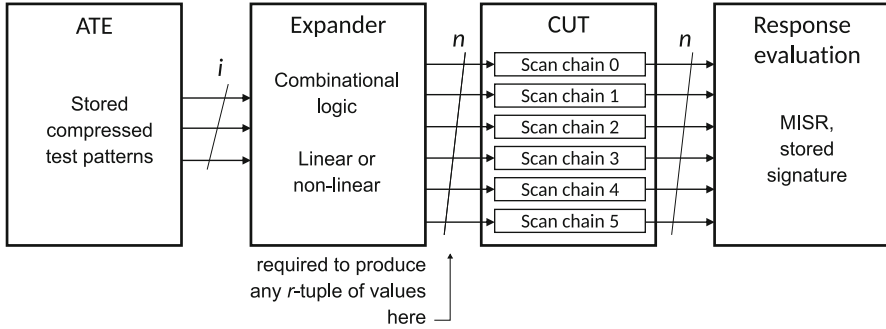 ATE
Stored
compressed
test patterns
i
Expander
Combinational
logic
Linear or
non-linear
n
CUT
Scan chain 0
Scan chain 1
Scan chain 2
Scan chain 3
Scan chain 4
Scan chain 5
n
Response
evaluation
MISR,
stored
signature
required to produce
any r-tuple of values
here